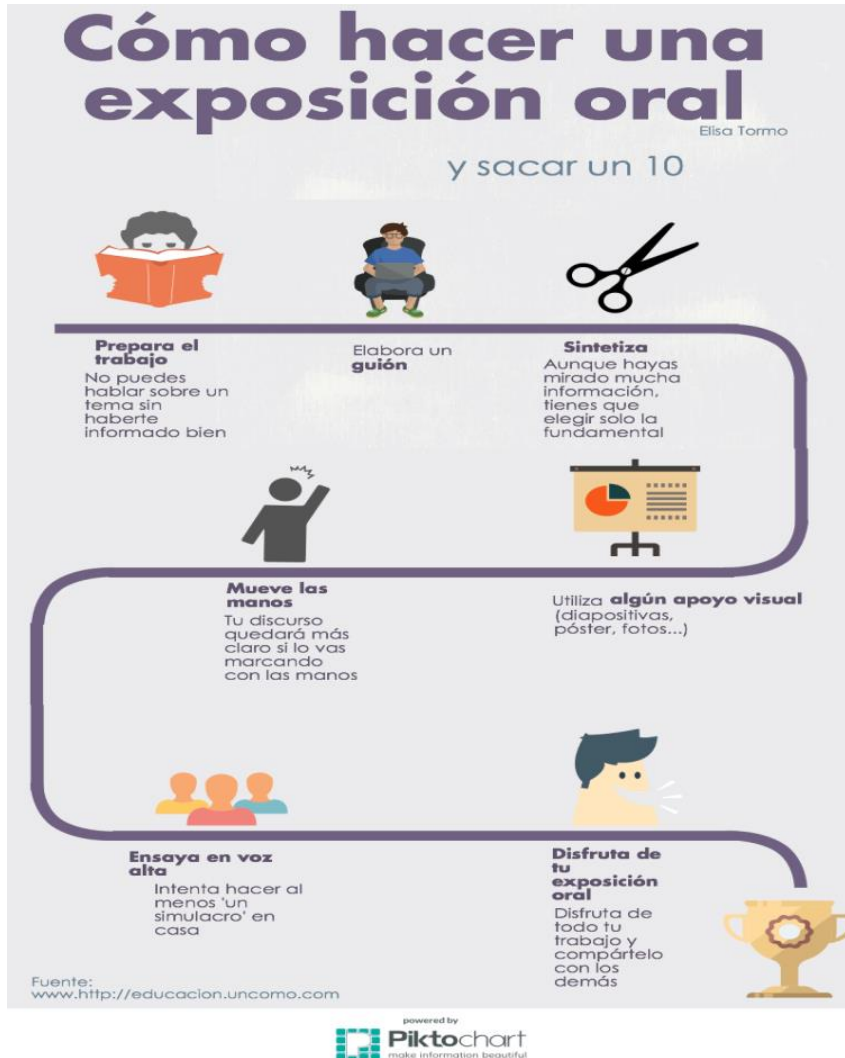 Cómo hacer una
exposición oral
Elisa Tormo
y sacar un 10
Prepara el
trabajo
No puedes
hablar sobre un
tema sin
haberte
informado bien
Elabora un
guión
Sintetiza
Aunque hayas
mirado mucha
información,
tienes que
elegir solo la
fundamental
Utiliza algún apoyo visual
(diapositivas,
póster, fotos...)
Mueve las
manos
Tu discurso
quedará más
claro si lo vas
marcando
con las manos
Ensaya en voz
alta
Intenta hacer al
menos 'un
simulacro' en
casa
Disfruta de
tu
exposición
oral
Disfruta de
todo tu
trabajo y
compártelo
con los
demás
Fuente:
www.http://educacion.uncomo.com
powered by
Piktochart
make information beautiful